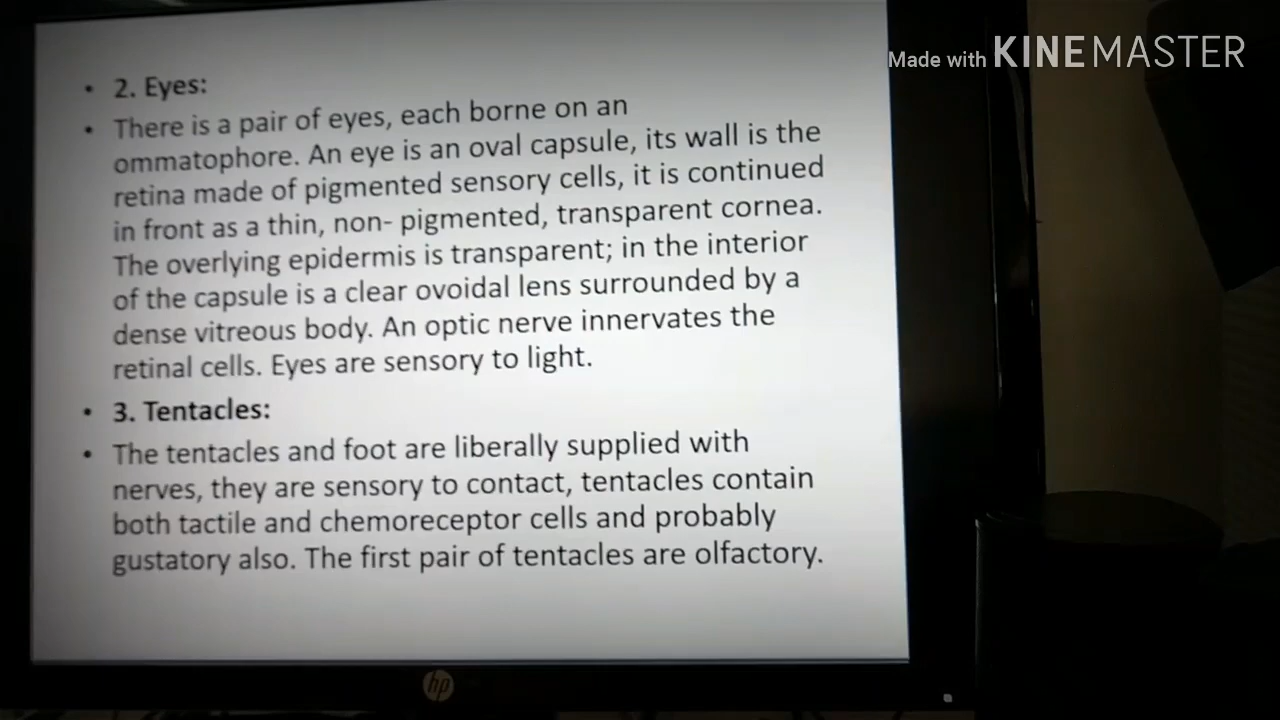 Made with KINEMASTER
• 2. Eyes:
• There is a pair of eyes, each borne on an
ommatophore. An eye is an oval capsule, its wall is the
retina made of pigmented sensory cells, it is continued
in front as a thin, non- pigmented, transparent cornea.
The overlying epidermis is transparent; in the interior
of the capsule is a clear ovoidal lens surrounded by a
dense vitreous body. An optic nerve innervates the
retinal cells. Eyes are sensory to light.
• 3. Tentacles:
• The tentacles and foot are liberally supplied with
nerves, they are sensory to contact, tentacles contain
both tactile and chemoreceptor cells and probably
gustatory also. The first pair of tentacles are olfactory.
hp